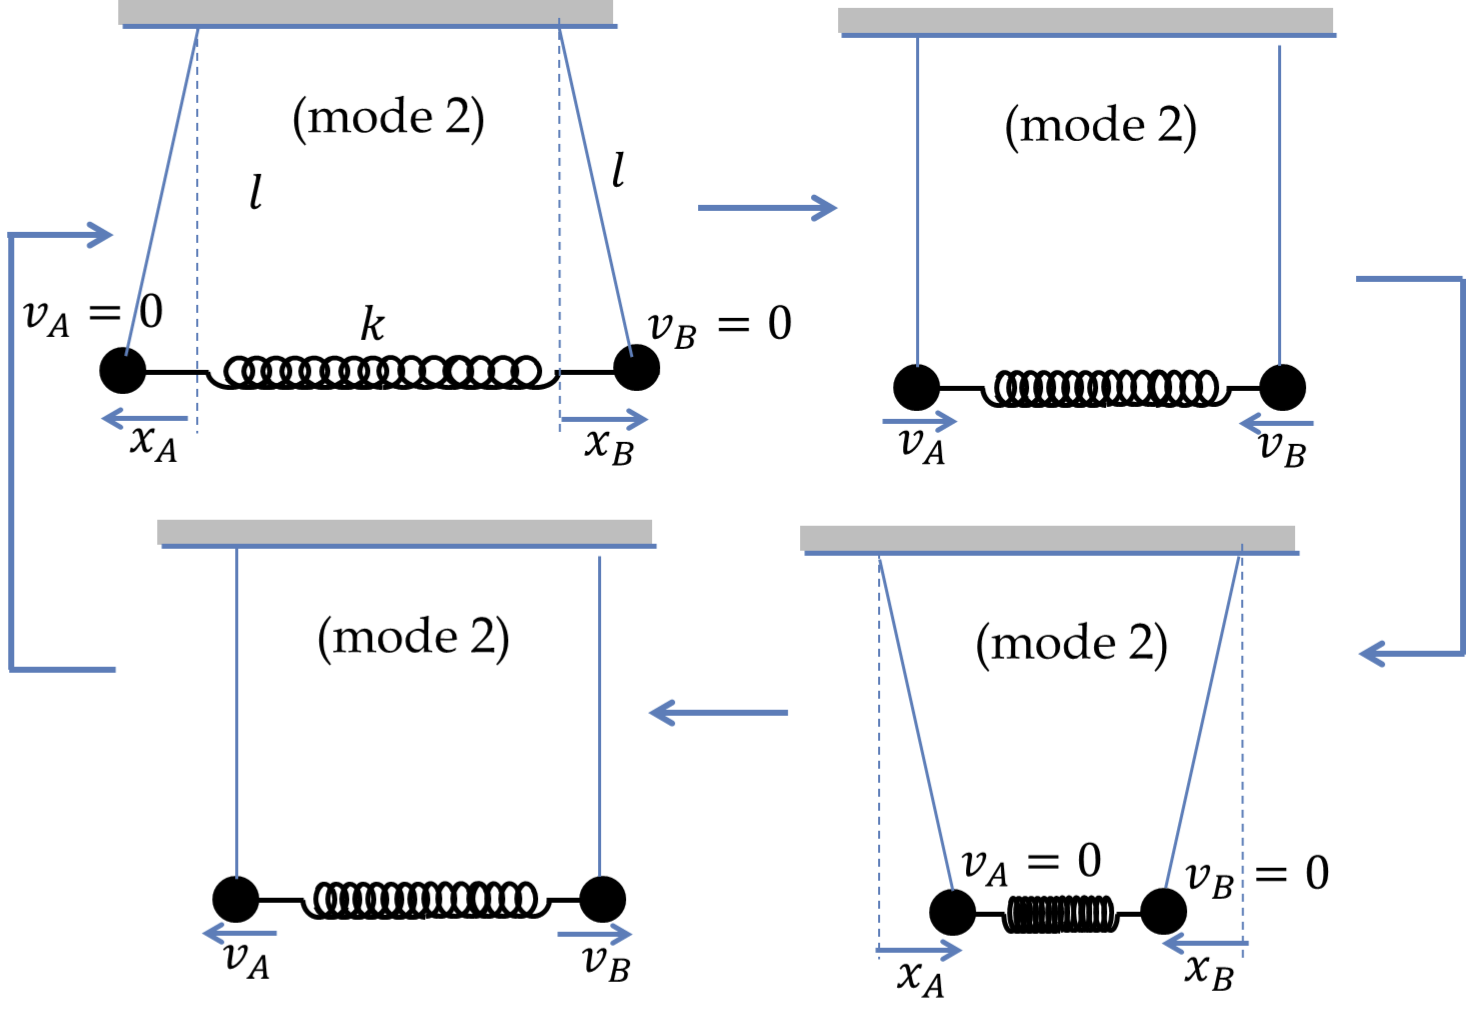 (mode 2)
l
l
v_A = 0
k
v_B = 0
x_A
x_B
(mode 2)
v_A
v_B
(mode 2)
v_A
v_B
(mode 2)
v_A = 0
v_B = 0
x_A
x_B